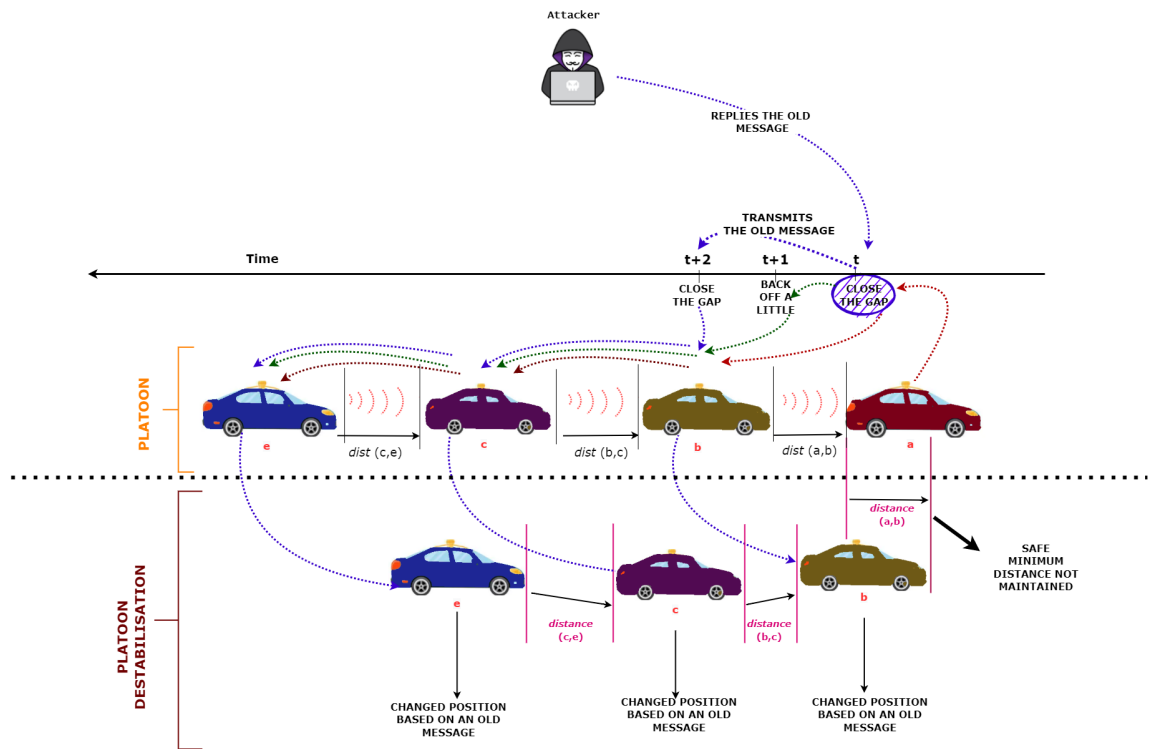 Attacker
REPLIES THE OLD
MESSAGE
TRANSMITS
THE OLD MESSAGE
Time
t+2
t+1
t
CLOSE
THE GAP
BACK
OFF A
LITTLE
CLOSE
THE GAP
PLATOON
e
dist (c,e)
c
dist (b,c)
b
dist (a,b)
a
PLATOON
DESTABILISATION
distance
(a,b)
SAFE
MINIMUM
DISTANCE NOT
MAINTAINED
e
distance
(c,e)
c
distance
(b,c)
b
CHANGED POSITION
BASED ON AN OLD
MESSAGE
CHANGED POSITION
BASED ON AN OLD
MESSAGE
CHANGED POSITION
BASED ON AN OLD
MESSAGE